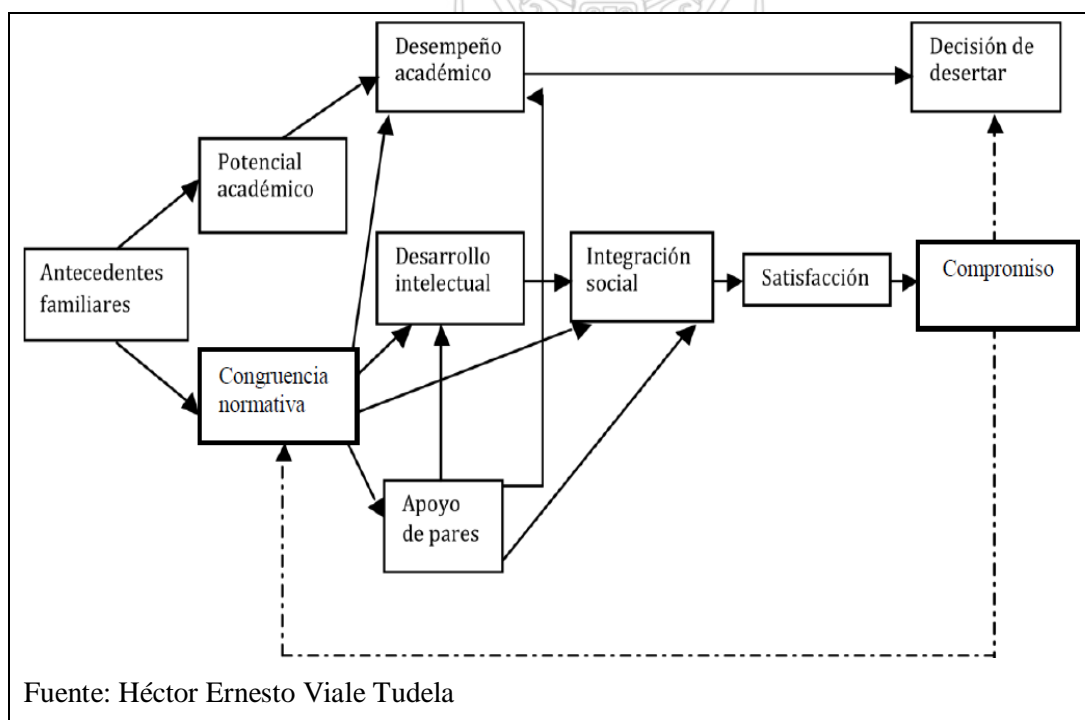 Desempeño
académico
Decisión de
desertar
Potencial
académico
Antecedentes
familiares
Desarrollo
intelectual
Integración
social
Satisfacción
Compromiso
Congruencia
normativa
Apoyo
de pares
Fuente: Héctor Ernesto Viale Tudela